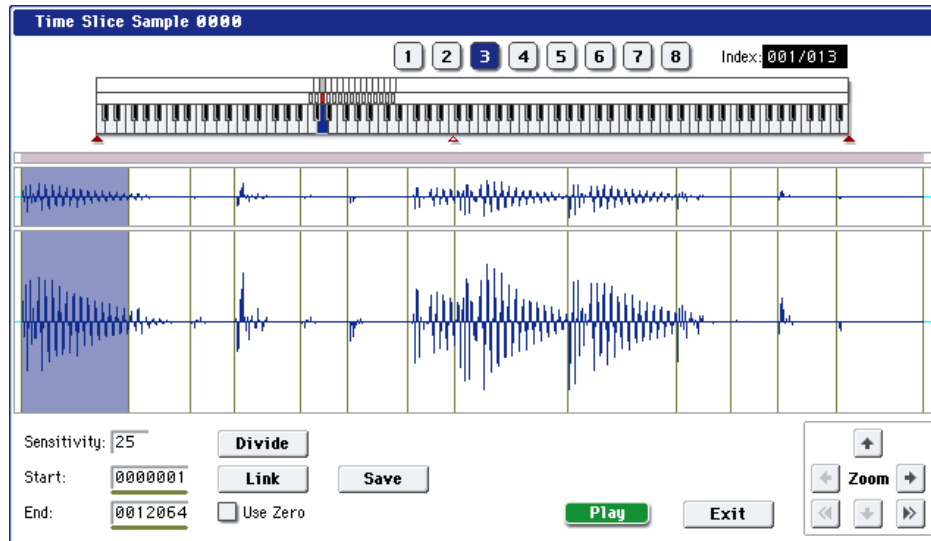 Time Slice Sample 0000
1 2 3 4 5 6 7 8 Index: 001/013
Sensitivity: 25 Divide
Start: 0000001 Link Save Zoom
End: 0012064 Use Zero Play Exit